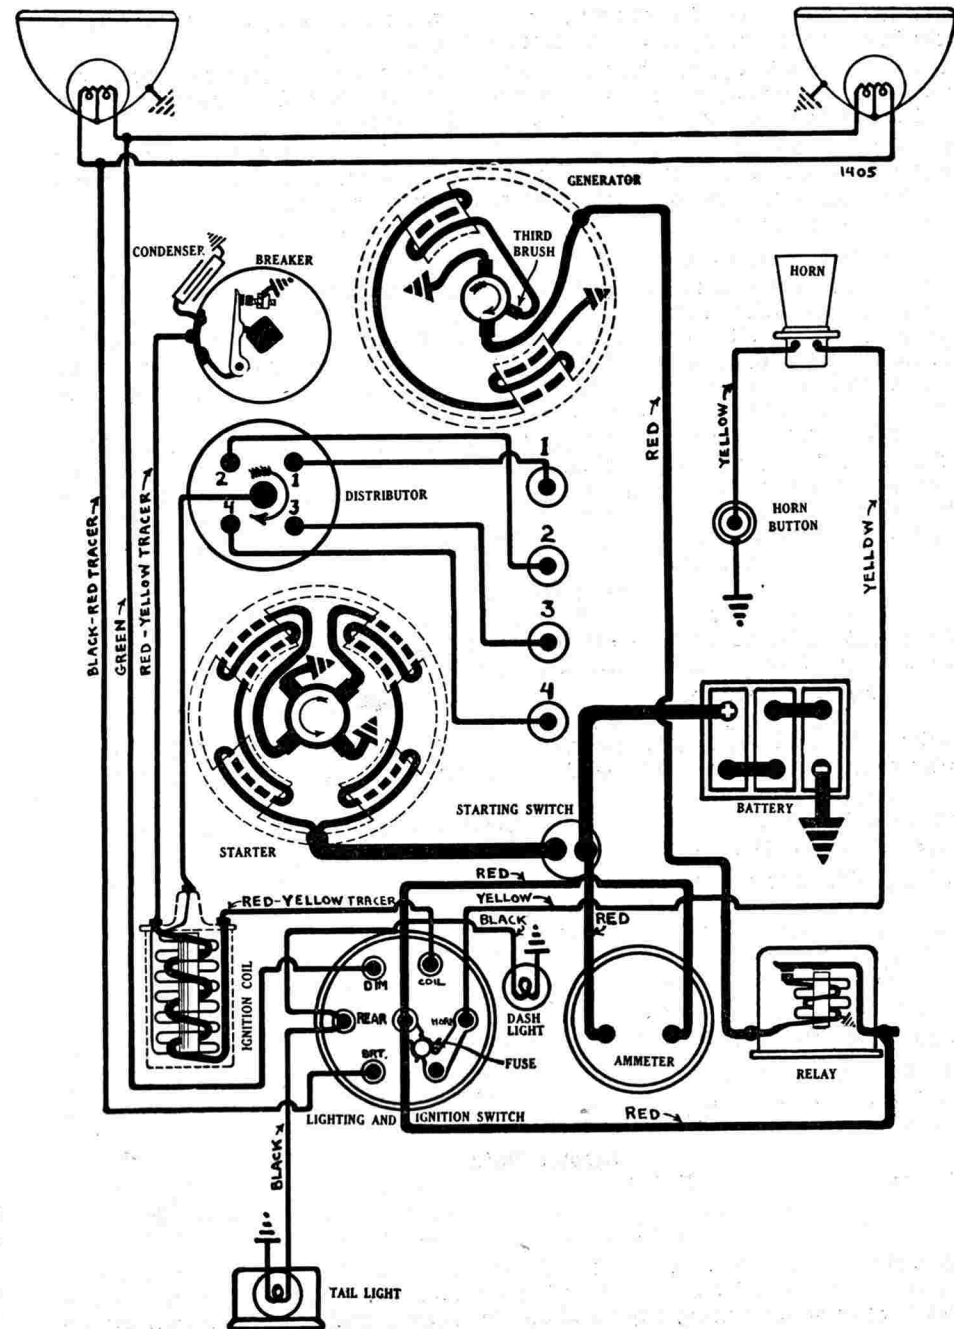 1405
GENERATOR
THIRD
BRUSH
CONDENSER
BREAKER
HORN
RED
YELLOW
2
1
4
3
DISTRIBUTOR
1
2
3
4
HORN
BUTTON
YELLOW
BLACK-RED TRACER
GREEN
RED-YELLOW TRACER
+
-
BATTERY
STARTING SWITCH
STARTER
RED
RED-YELLOW TRACER
YELLOW
BLACK
RED
IGNITION COIL
DIM
COIL
REAR
HORN
BRT.
FUSE
DASH
LIGHT
AMMETER
RELAY
LIGHTING AND IGNITION SWITCH
RED
BLACK
TAIL LIGHT